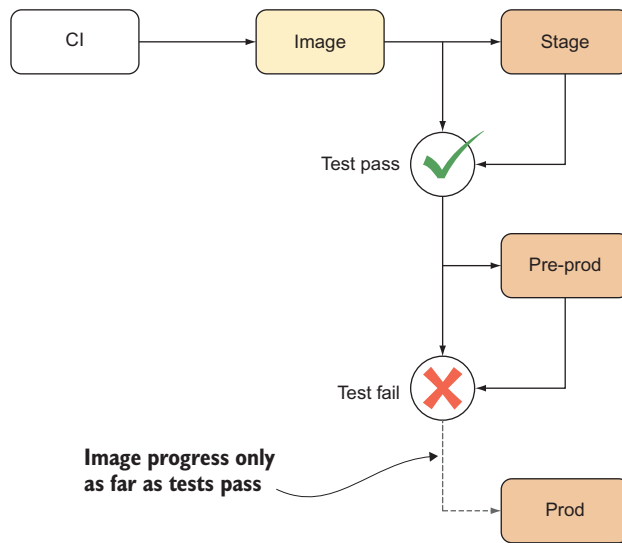 CI
Image
Stage
Test pass
Pre-prod
Test fail
Image progress only
as far as tests pass
Prod